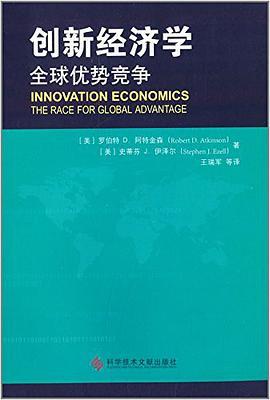 创新经济学
全球优势竞争
INNOVATION ECONOMICS
THE RACE FOR GLOBAL ADVANTAGE
[美] 罗伯特 D. 阿特金森 (Robert D. Atkinson)
[美] 史蒂芬 J. 伊泽尔 (Stephen J. Ezell) 著
王瑞军 等译
科学技术文献出版社